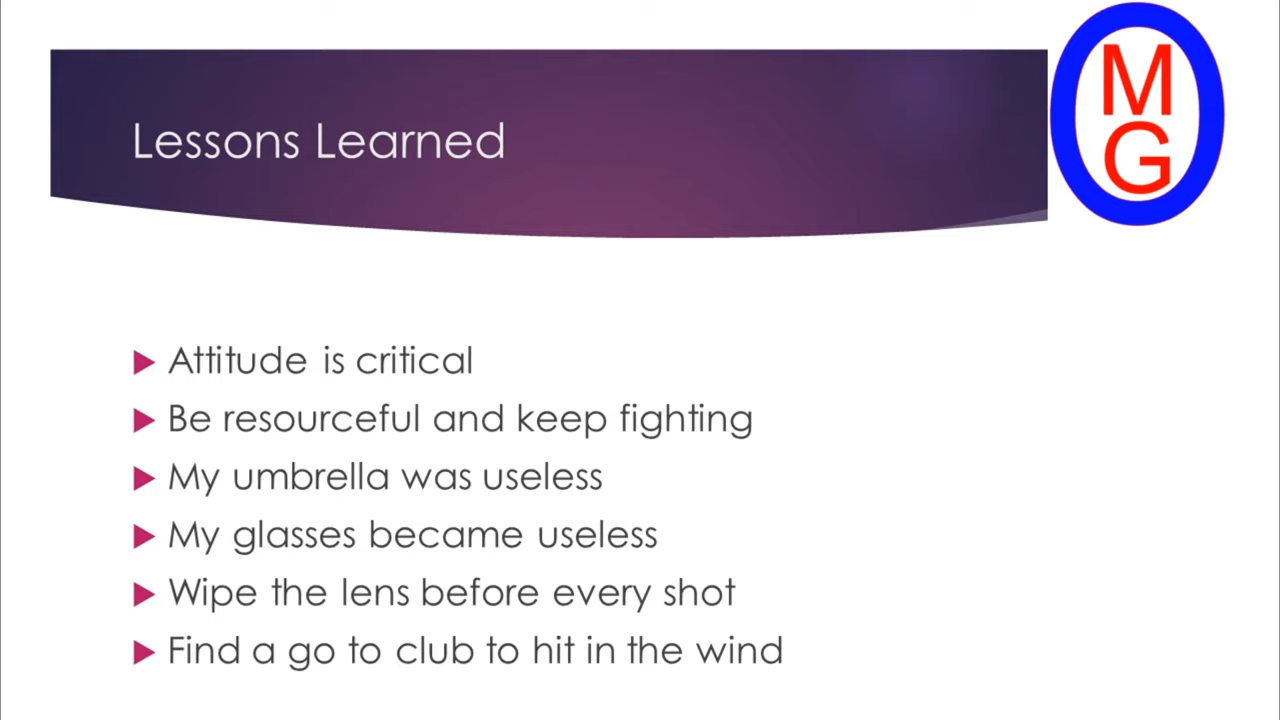 Lessons Learned
M
G
Attitude is critical
Be resourceful and keep fighting
My umbrella was useless
My glasses became useless
Wipe the lens before every shot
Find a go to club to hit in the wind